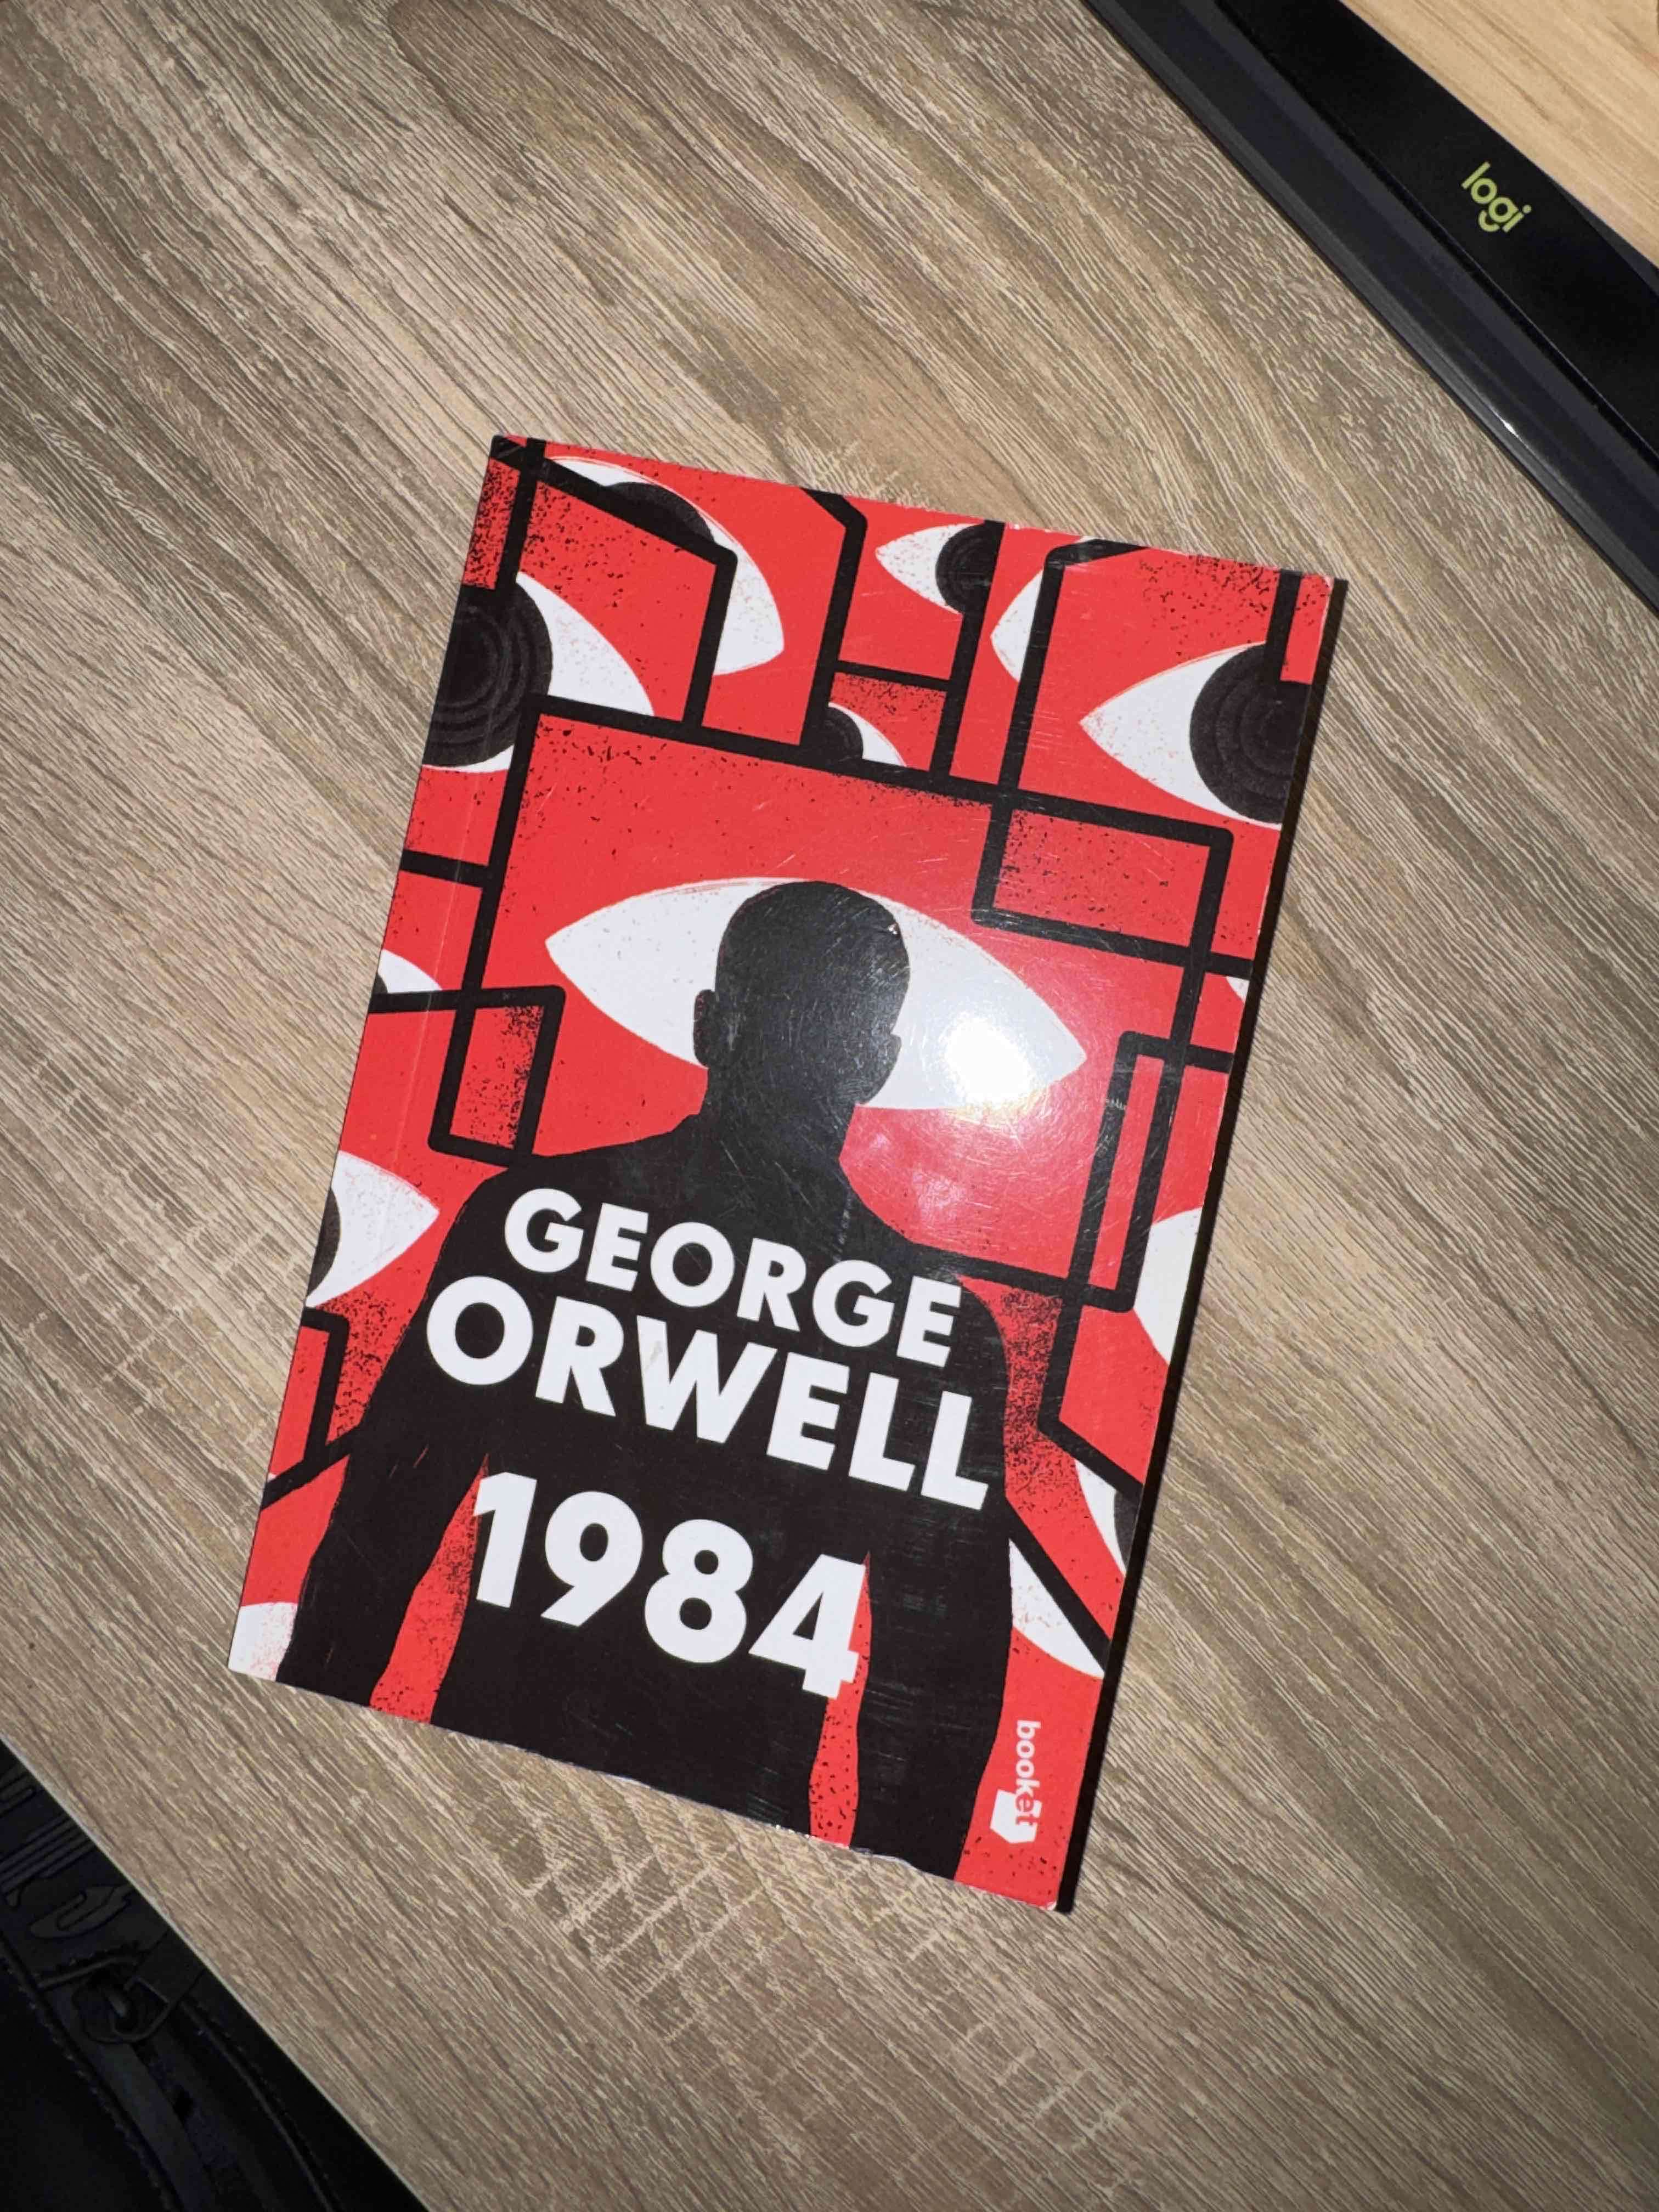 logi
GEORGE
ORWELL
1984
booket